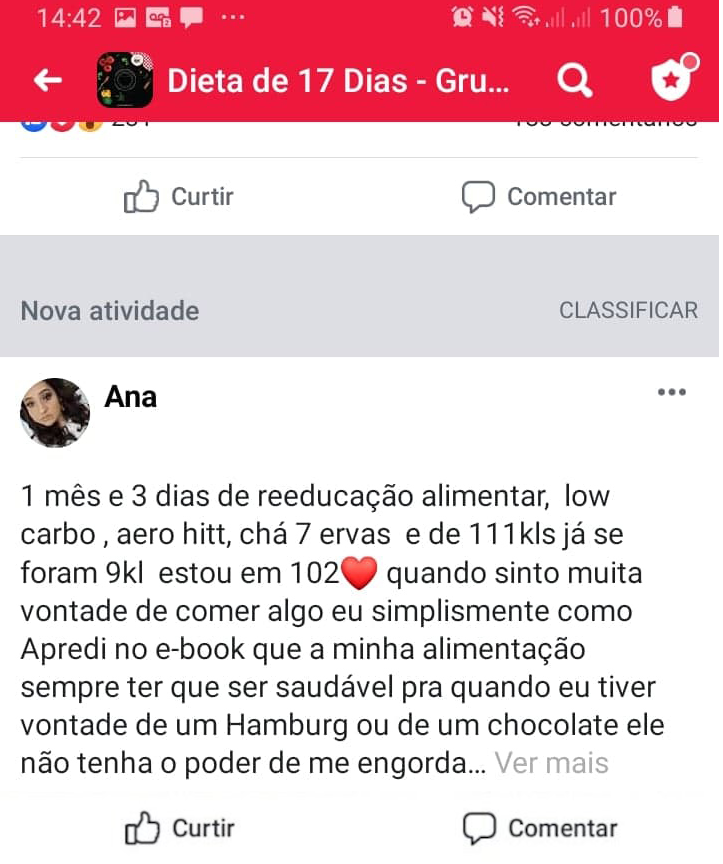 14:42 ... 100%
Dieta de 17 Dias - Gru...
Curtir Comentar
Nova atividade CLASSIFICAR
Ana
1 mês e 3 dias de reeducação alimentar, low
carbo , aero hitt, chá 7 ervas e de 111kls já se
foram 9kl estou em 102❤️ quando sinto muita
vontade de comer algo eu simplismente como
Apredi no e-book que a minha alimentação
sempre ter que ser saudável pra quando eu tiver
vontade de um Hamburg ou de um chocolate ele
não tenha o poder de me engorda... Ver mais
Curtir Comentar